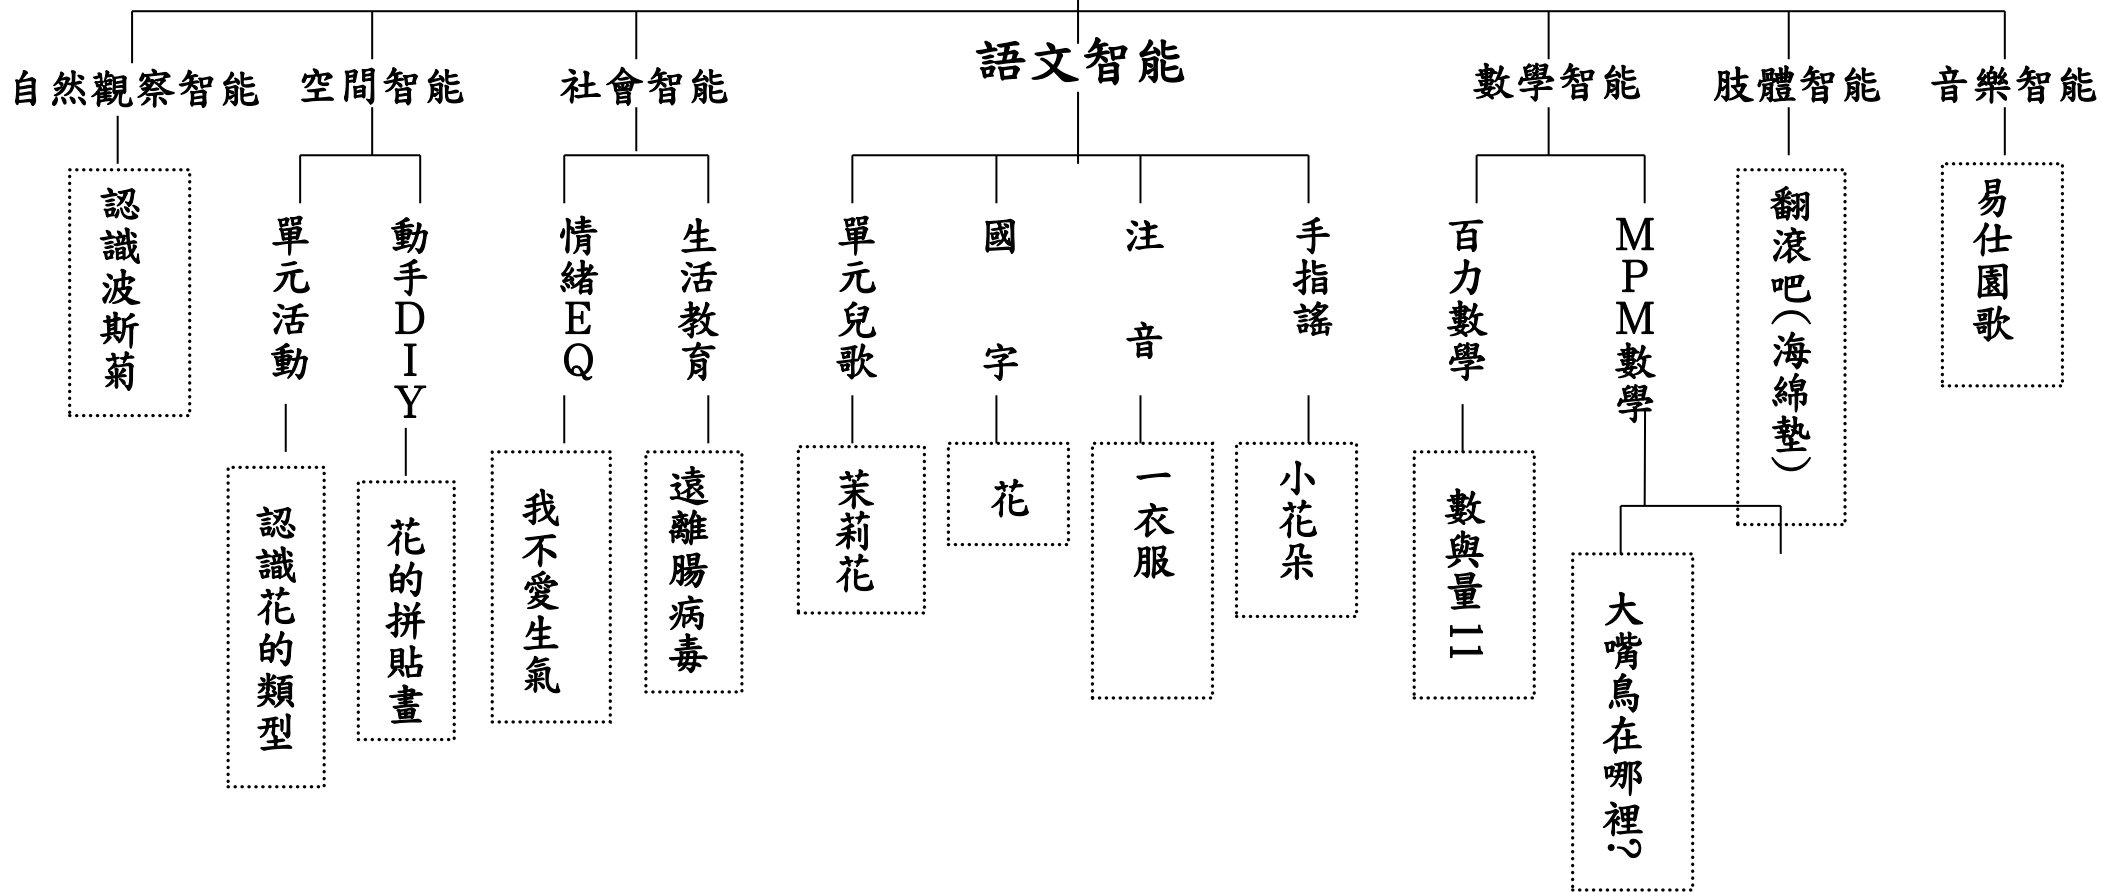 語文智能
自然觀察智能
空間智能
社會智能
數學智能
肢體智能
音樂智能
認識波斯菊
單元活動
動手DIY
情緒EQ
生活教育
單元兒歌
國字
注音
手指謠
百力數學
MPM數學
翻滾吧(海綿墊)
易仕園歌
認識花的類型
花的拼貼畫
我不愛生氣
遠離腸病毒
茉莉花
花
一衣服
小花朵
數與量11
大嘴鳥在哪裡?